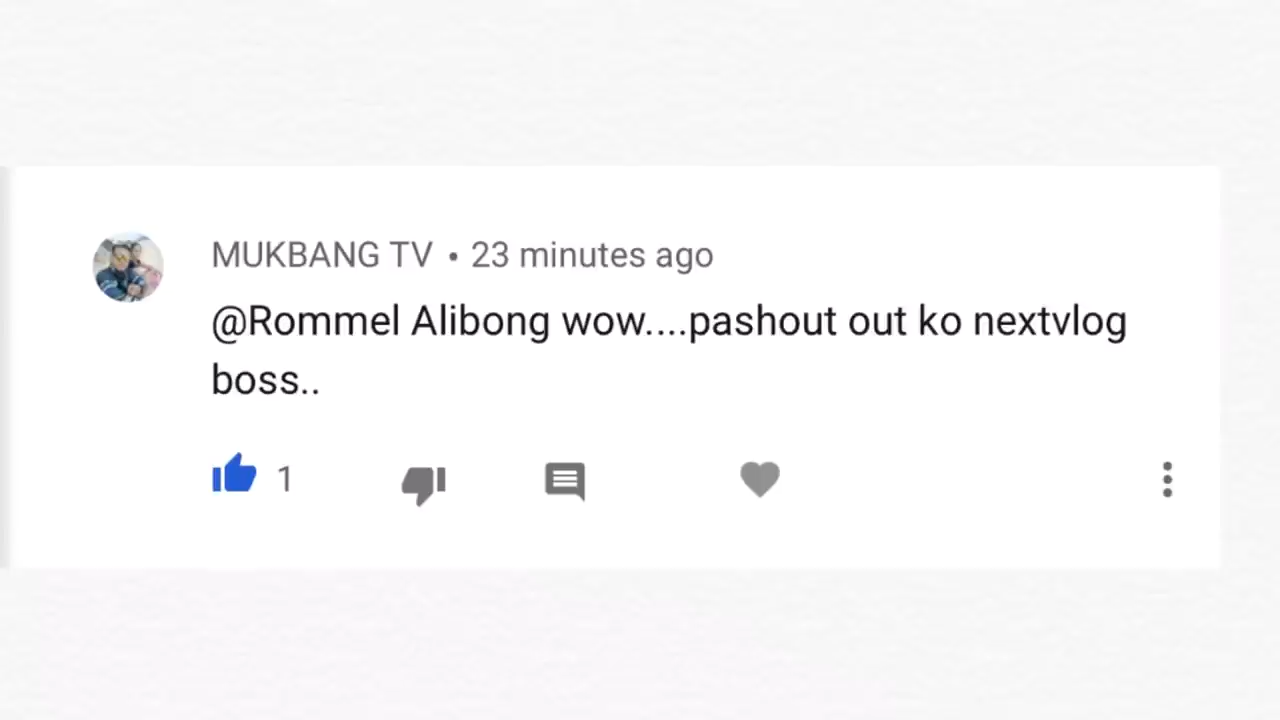 MUKBANG TV • 23 minutes ago
@Rommel Alibong wow....pashout out ko nextvlog
boss..
1